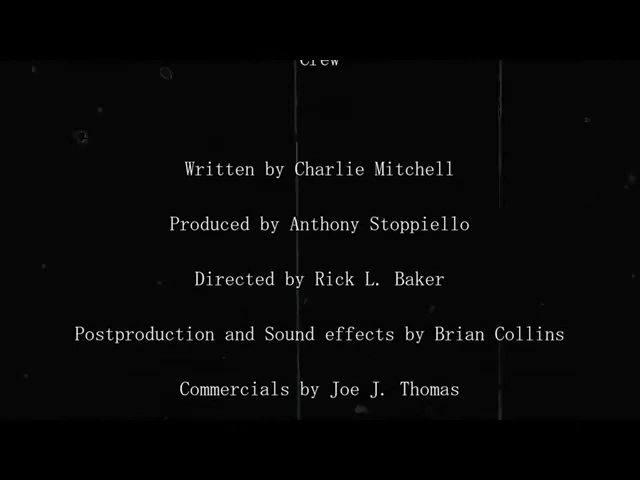 Crew
Written by Charlie Mitchell
Produced by Anthony Stoppiello
Directed by Rick L. Baker
Postproduction and Sound effects by Brian Collins
Commercials by Joe J. Thomas